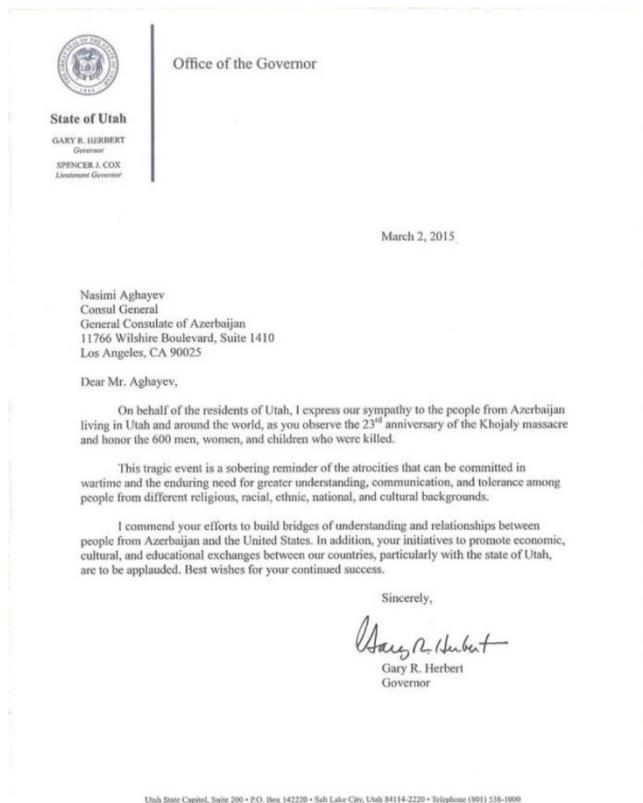 THE GREAT SEAL OF THE STATE OF UTAH
1896
Office of the Governor
State of Utah
GARY R. HERBERT
Governor
SPENCER J. COX
Lieutenant Governor
March 2, 2015
Nasimi Aghayev
Consul General
General Consulate of Azerbaijan
11766 Wilshire Boulevard, Suite 1410
Los Angeles, CA 90025
Dear Mr. Aghayev,
On behalf of the residents of Utah, I express our sympathy to the people from Azerbaijan
living in Utah and around the world, as you observe the 23rd anniversary of the Khojaly massacre
and honor the 600 men, women, and children who were killed.
This tragic event is a sobering reminder of the atrocities that can be committed in
wartime and the enduring need for greater understanding, communication, and tolerance among
people from different religious, racial, ethnic, national, and cultural backgrounds.
I commend your efforts to build bridges of understanding and relationships between
people from Azerbaijan and the United States. In addition, your initiatives to promote economic,
cultural, and educational exchanges between our countries, particularly with the state of Utah,
are to be applauded. Best wishes for your continued success.
Sincerely,
Gary R. Herbert
Gary R. Herbert
Governor
Utah State Capitol, Suite 200 • P.O. Box 142220 • Salt Lake City, Utah 84114-2220 • Telephone (801) 538-1000